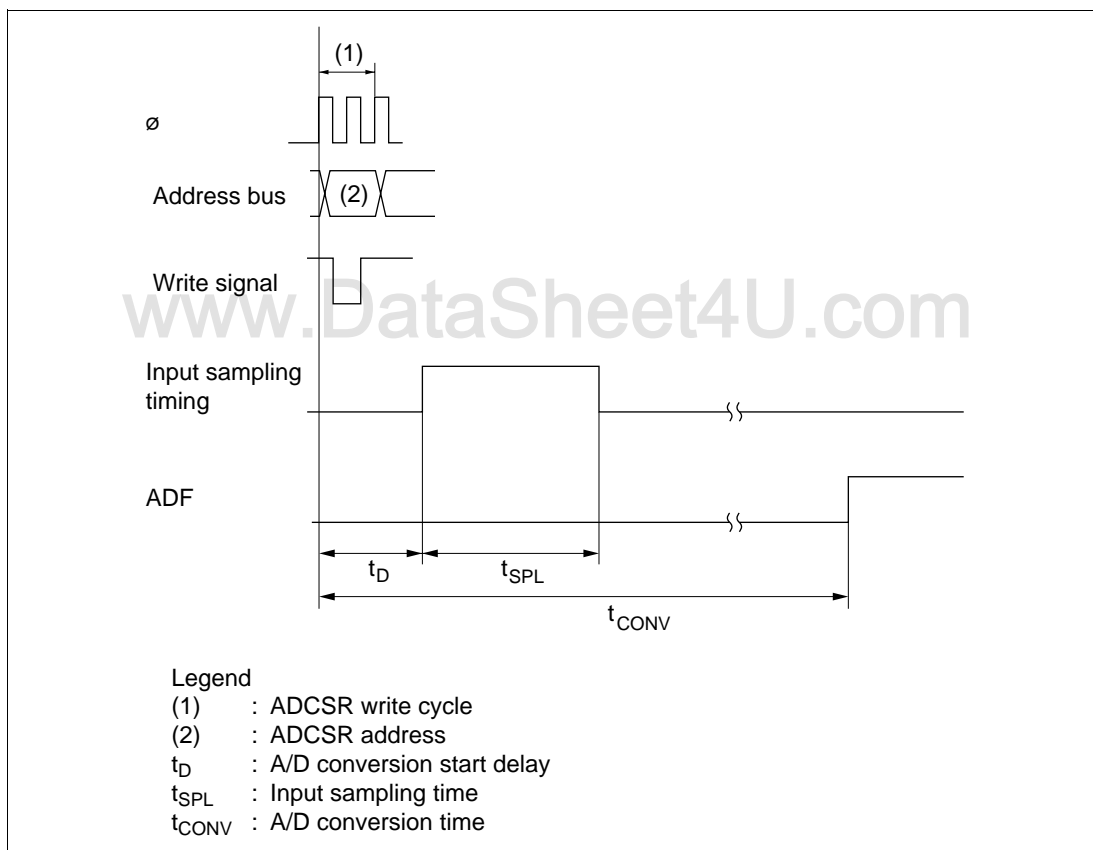 (1)
ø
Address bus
(2)
Write signal
www.DataSheet4U.com
Input sampling
timing
ADF
tD
tSPL
tCONV
Legend
(1) : ADCSR write cycle
(2) : ADCSR address
tD : A/D conversion start delay
tSPL : Input sampling time
tCONV : A/D conversion time